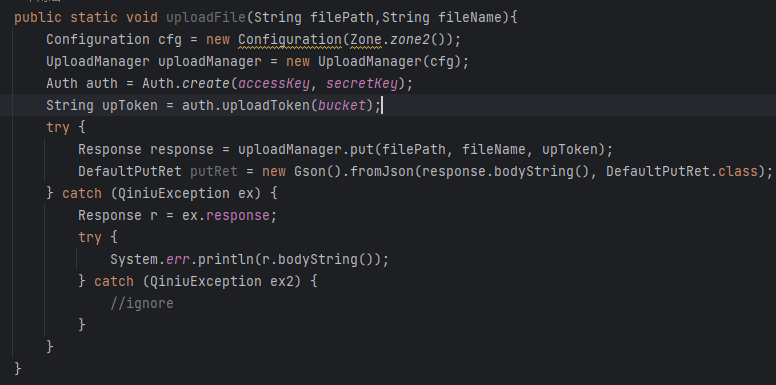 public static void uploadFile(String filePath,String fileName){
    Configuration cfg = new Configuration(Zone.zone2());
    UploadManager uploadManager = new UploadManager(cfg);
    Auth auth = Auth.create(accessKey, secretKey);
    String upToken = auth.uploadToken(bucket);
    try {
        Response response = uploadManager.put(filePath, fileName, upToken);
        DefaultPutRet putRet = new Gson().fromJson(response.bodyString(), DefaultPutRet.class);
    } catch (QiniuException ex) {
        Response r = ex.response;
        try {
            System.err.println(r.bodyString());
        } catch (QiniuException ex2) {
            //ignore
        }
    }
}